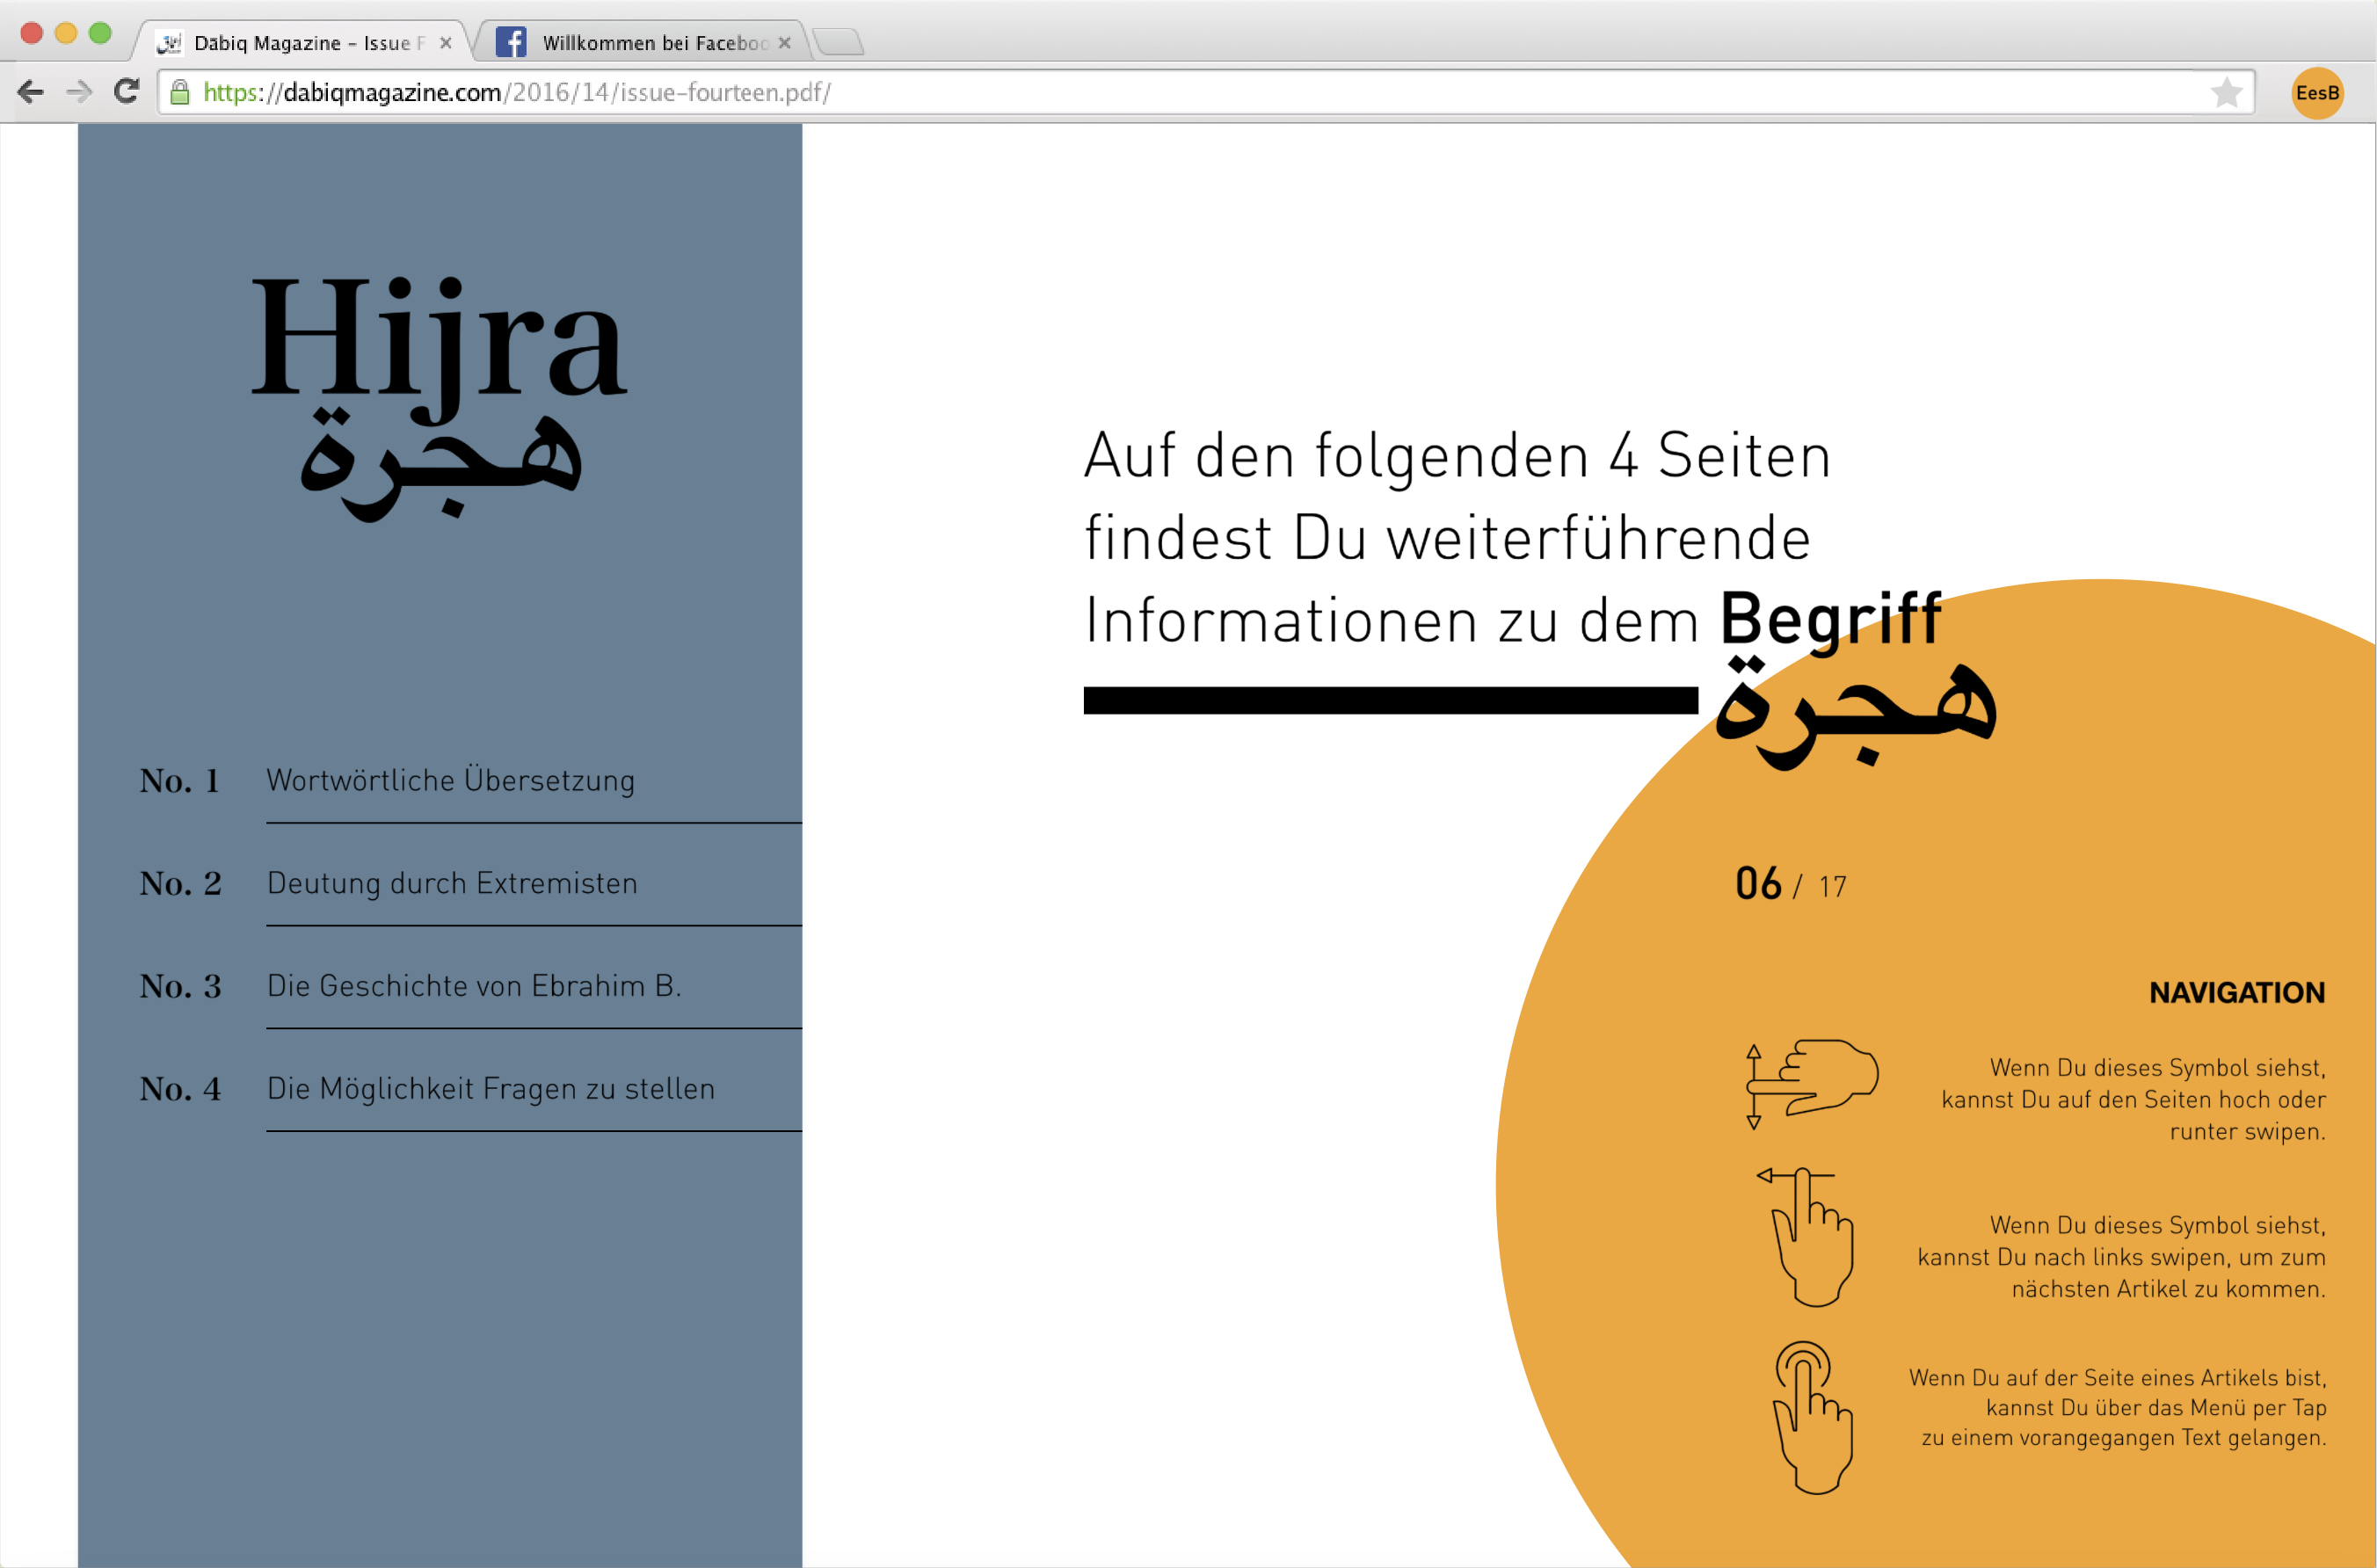 Dabiq Magazine – Issue F
Willkommen bei Faceboo
https://dabiqmagazine.com/2016/14/issue-fourteen.pdf/
EesB
Hijra
هجرة
No. 1 Wortwörtliche Übersetzung
No. 2 Deutung durch Extremisten
No. 3 Die Geschichte von Ebrahim B.
No. 4 Die Möglichkeit Fragen zu stellen
Auf den folgenden 4 Seiten
findest Du weiterführende
Informationen zu dem Begriff
هجرة
06 / 17
NAVIGATION
Wenn Du dieses Symbol siehst,
kannst Du auf den Seiten hoch oder
runter swipen.
Wenn Du dieses Symbol siehst,
kannst Du nach links swipen, um zum
nächsten Artikel zu kommen.
Wenn Du auf der Seite eines Artikels bist,
kannst Du über das Menü per Tap
zu einem vorangegangen Text gelangen.